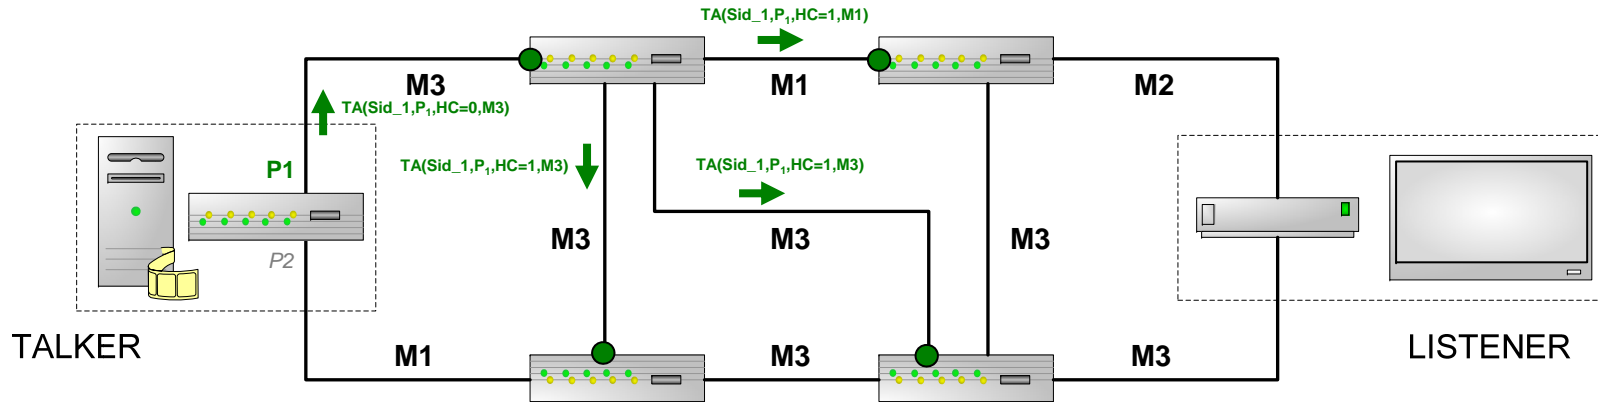 TA(Sid_1,P₁,HC=1,M1)
M3
M1
M2
TA(Sid_1,P₁,HC=0,M3)
P1
TA(Sid_1,P₁,HC=1,M3)
TA(Sid_1,P₁,HC=1,M3)
M3
M3
M3
P2
TALKER
M1
M3
M3
LISTENER